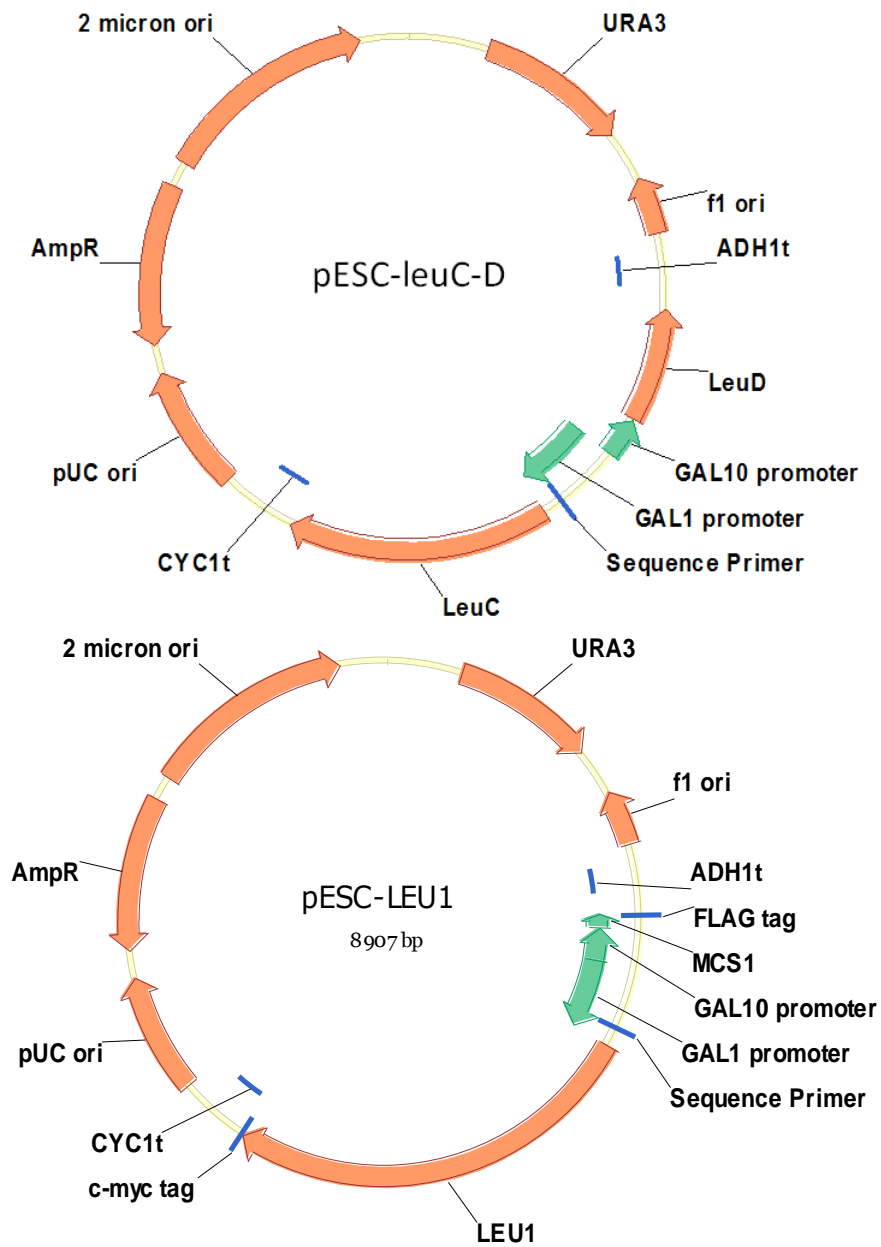 2 micron ori
URA3
f1 ori
AmpR
ADH1t
pESC-leuC-D
LeuD
pUC ori
GAL10 promoter
GAL1 promoter
CYC1t
Sequence Primer
LeuC
2 micron ori
URA3
f1 ori
AmpR
ADH1t
pESC-LEU1
FLAG tag
8907 bp
MCS1
GAL10 promoter
pUC ori
GAL1 promoter
Sequence Primer
CYC1t
c-myc tag
LEU1